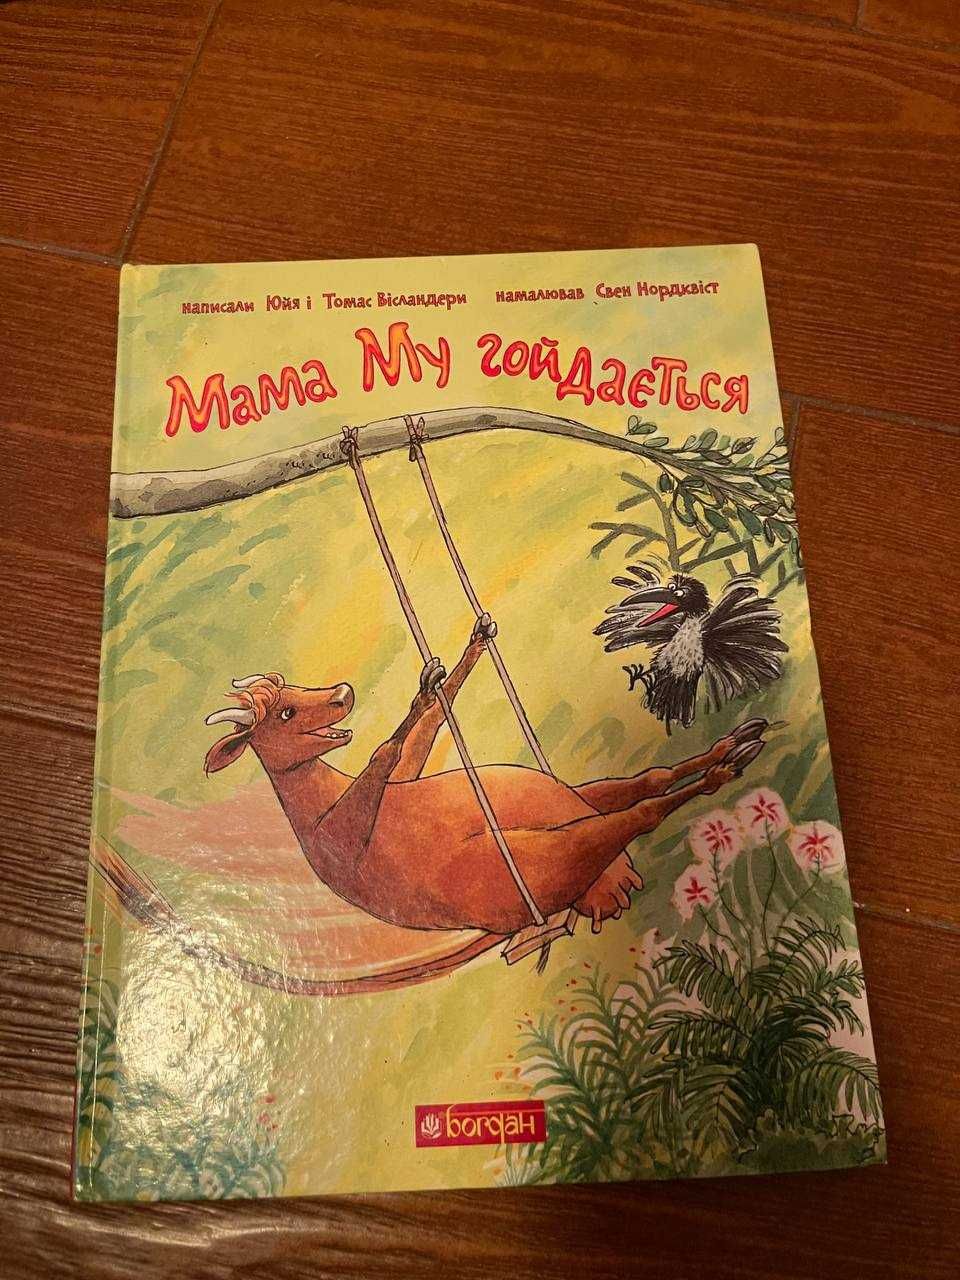 написали Юйя і Томас Вісландери намалював Свен Нордквіст
Мама Му гойдається
богдан